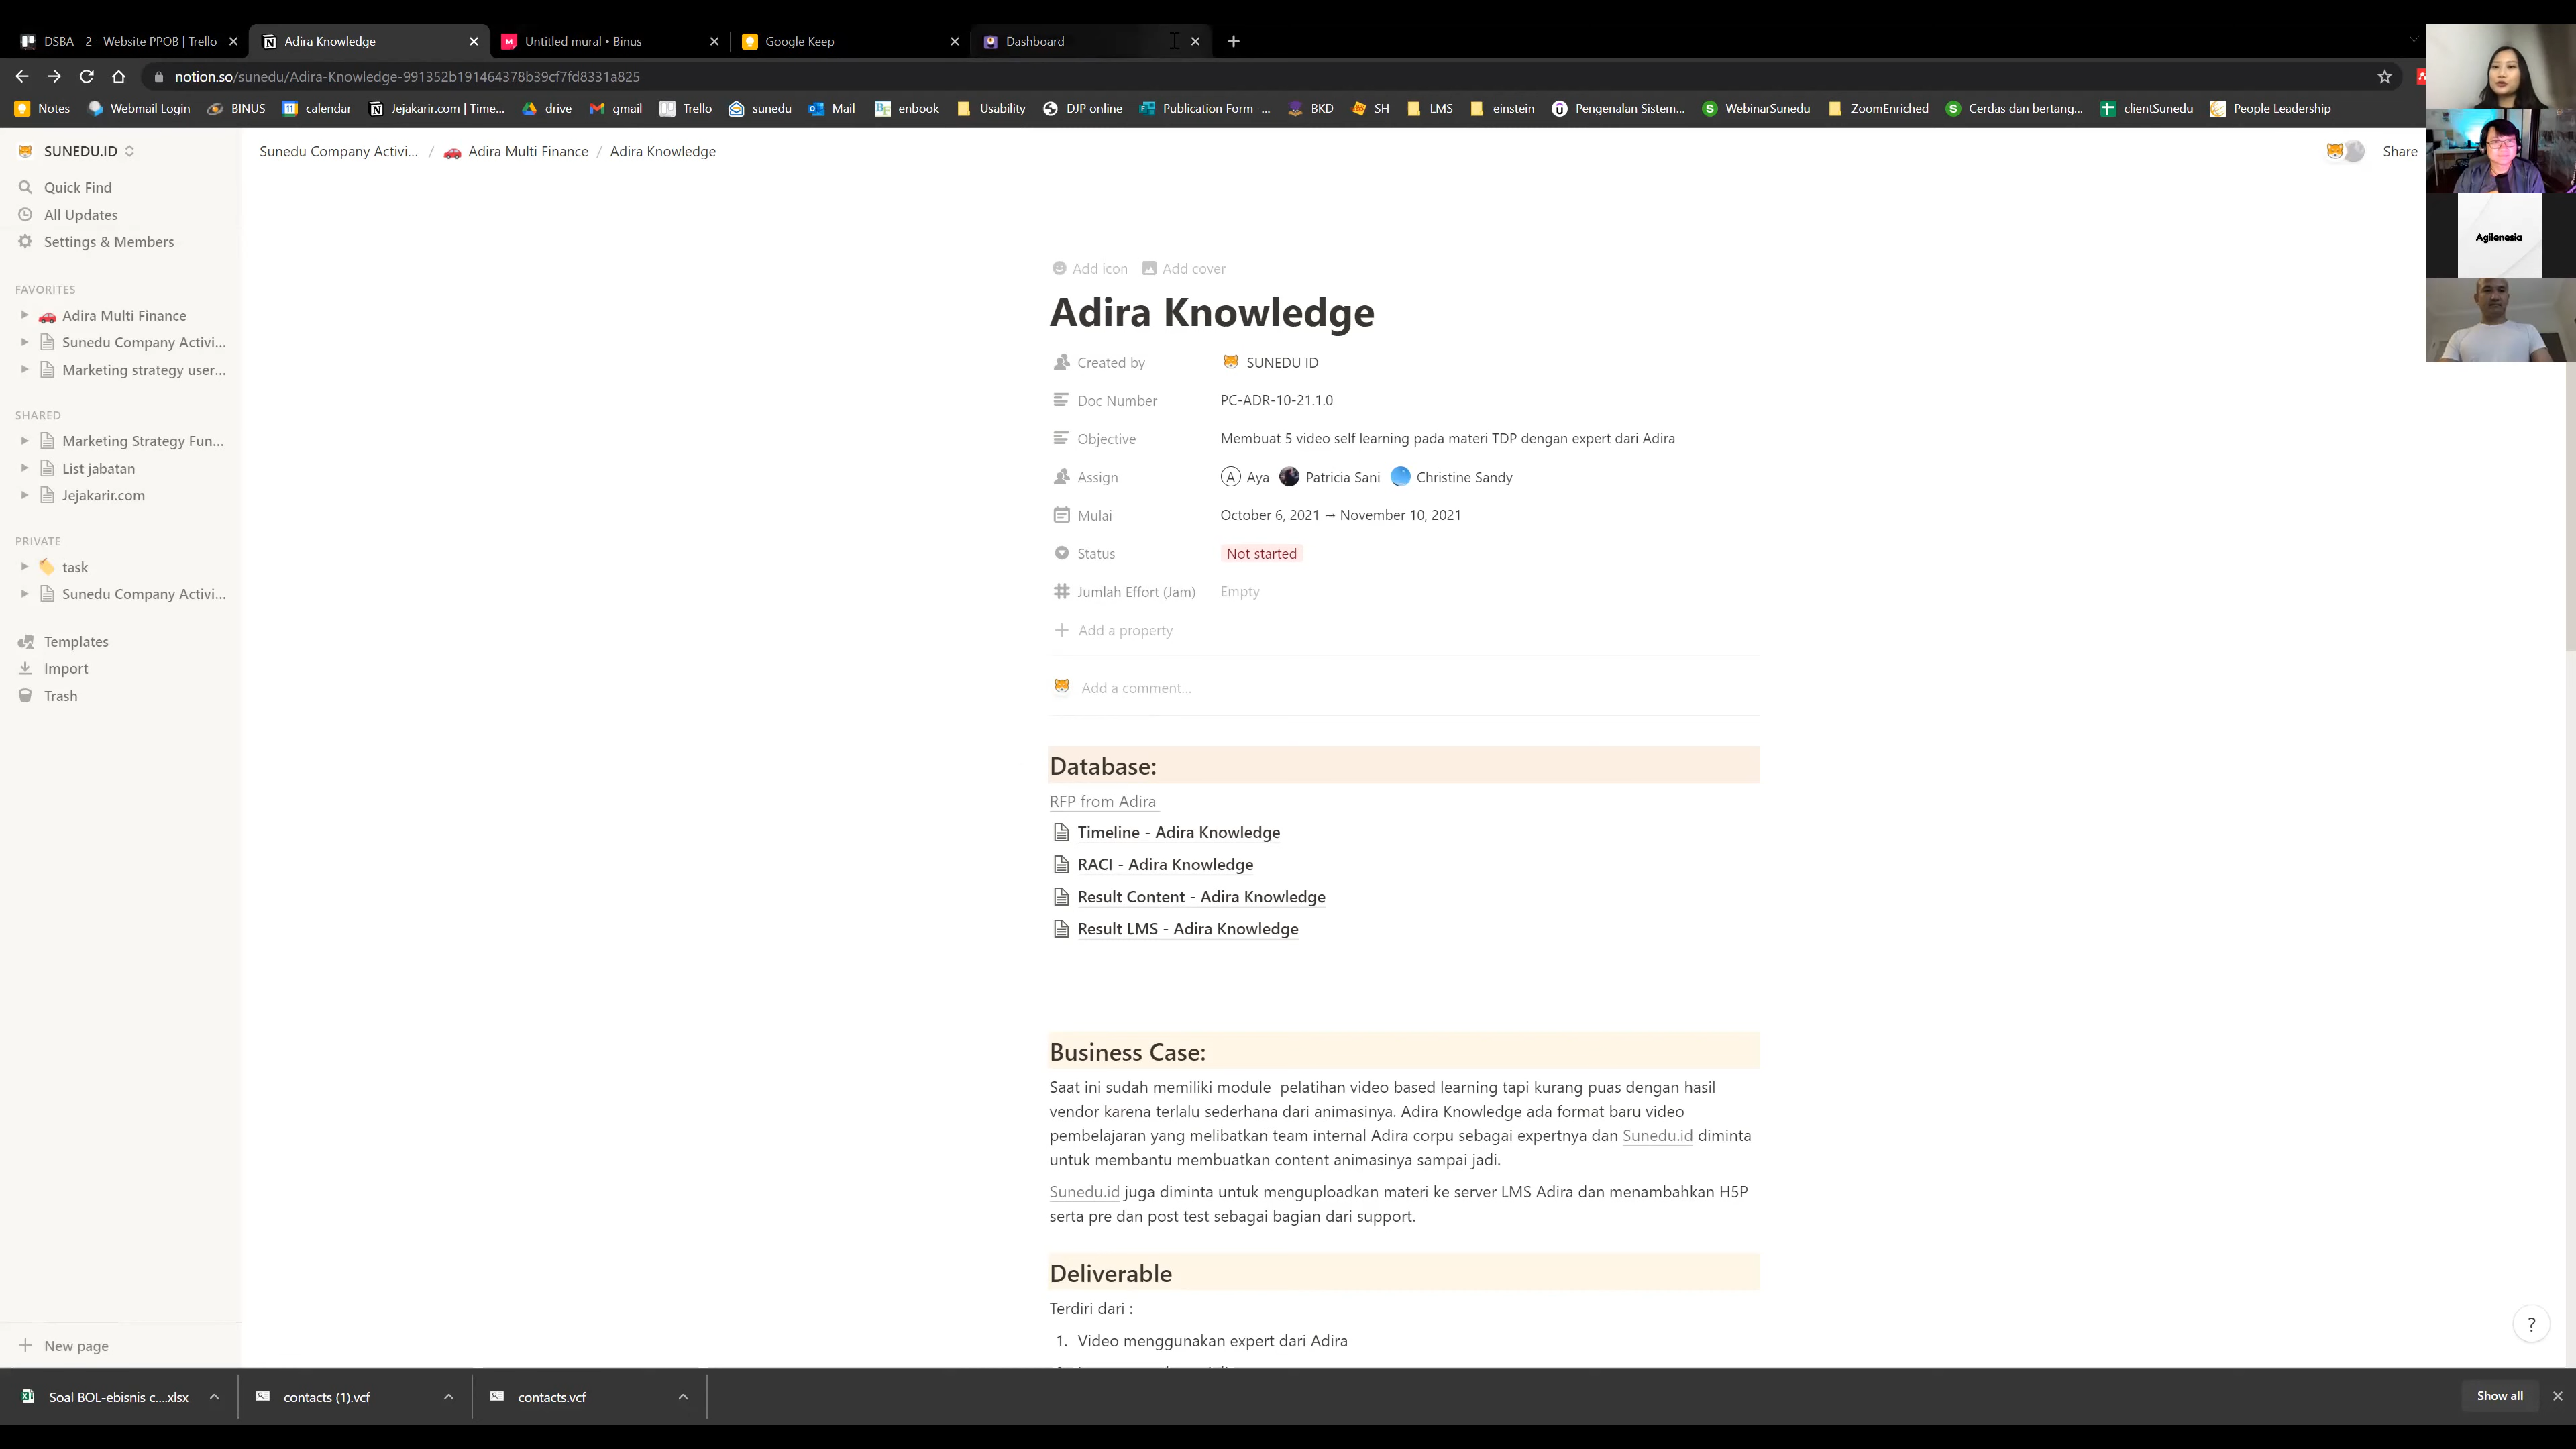 DSBA - 2 - Website PPOB | Trello
Adira Knowledge
Untitled mural • Binus
Google Keep
Dashboard
notion.so/sunedu/Adira-Knowledge-991352b191464378b39cf7fd8331a825
Notes
Webmail Login
BINUS
calendar
Jejakarir.com | Time...
drive
gmail
Trello
sunedu
Mail
enbook
Usability
DJP online
Publication Form -...
BKD
SH
LMS
einstein
Pengenalan Sistem...
WebinarSunedu
ZoomEnriched
Cerdas dan bertang...
clientSunedu
People Leadership
SUNEDU.ID
Quick Find
All Updates
Settings & Members
FAVORITES
Adira Multi Finance
Sunedu Company Activi...
Marketing strategy user...
SHARED
Marketing Strategy Fun...
List jabatan
Jejakarir.com
PRIVATE
task
Sunedu Company Activi...
Templates
Import
Trash
New page
Sunedu Company Activi... / Adira Multi Finance / Adira Knowledge
Share
Agilenesia
Add icon
Add cover
Adira Knowledge
Created by SUNEDU ID
Doc Number PC-ADR-10-21.1.0
Objective Membuat 5 video self learning pada materi TDP dengan expert dari Adira
Assign A Aya Patricia Sani Christine Sandy
Mulai October 6, 2021 → November 10, 2021
Status Not started
Jumlah Effort (Jam) Empty
Add a property
Add a comment...
Database:
RFP from Adira
Timeline - Adira Knowledge
RACI - Adira Knowledge
Result Content - Adira Knowledge
Result LMS - Adira Knowledge
Business Case:
Saat ini sudah memiliki module pelatihan video based learning tapi kurang puas dengan hasil
vendor karena terlalu sederhana dari animasinya. Adira Knowledge ada format baru video
pembelajaran yang melibatkan team internal Adira corpu sebagai expertnya dan Sunedu.id diminta
untuk membantu membuatkan content animasinya sampai jadi.
Sunedu.id juga diminta untuk menguploadkan materi ke server LMS Adira dan menambahkan H5P
serta pre dan post test sebagai bagian dari support.
Deliverable
Terdiri dari :
1. Video menggunakan expert dari Adira
?
Soal BOL-ebisnis c....xlsx
contacts (1).vcf
contacts.vcf
Show all